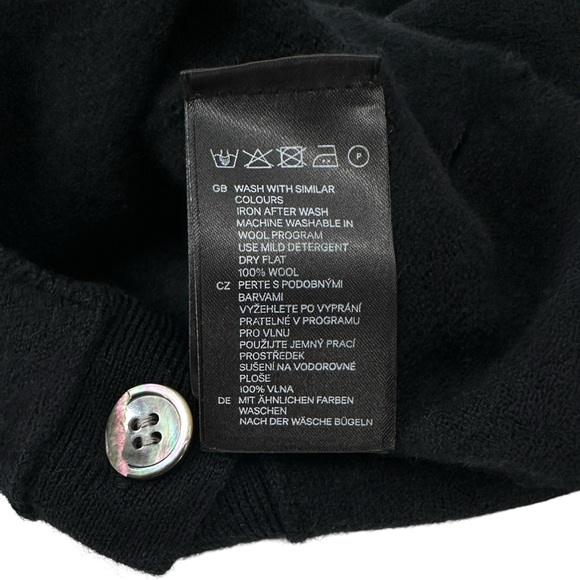 P
GB WASH WITH SIMILAR
COLOURS
IRON AFTER WASH
MACHINE WASHABLE IN
WOOL PROGRAM
USE MILD DETERGENT
DRY FLAT
100% WOOL
CZ PERTE S PODOBNÝMI
BARVAMI
VYŽEHLETE PO VYPRÁNÍ
PRATELNÉ V PROGRAMU
PRO VLNU
POUŽIJTE JEMNÝ PRACÍ
PROSTŘEDEK
SUŠENÍ NA VODOROVNÉ
PLOŠE
100% VLNA
DE MIT ÄHNLICHEN FARBEN
WASCHEN
NACH DER WÄSCHE BÜGELN